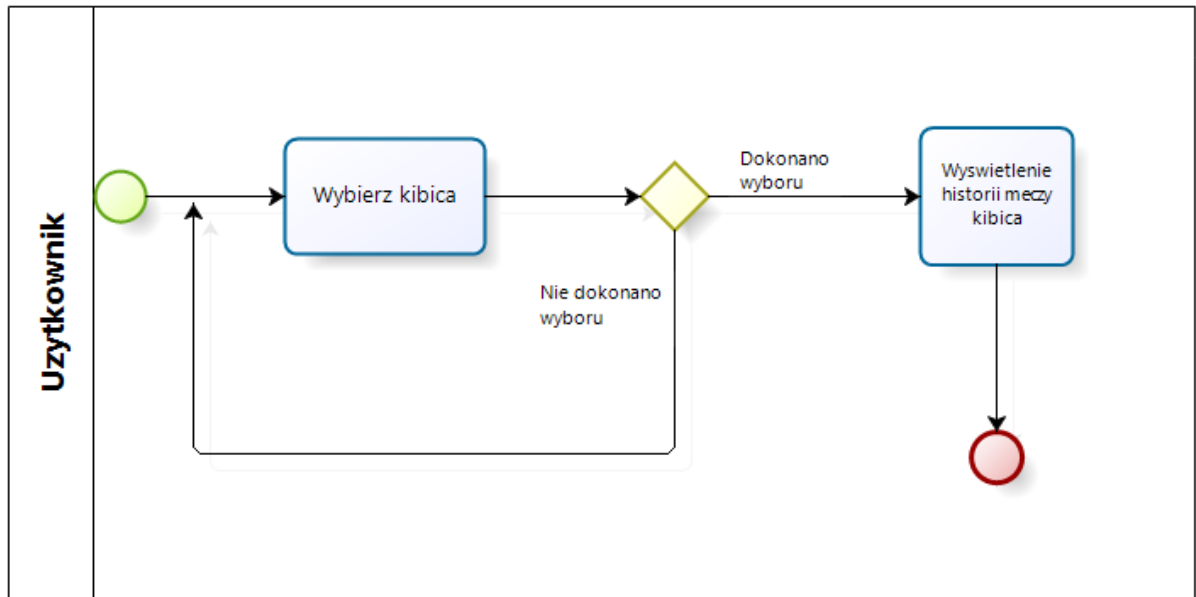 Uzytkownik
Wybierz kibica
Dokonano
wyboru
Wyswietlenie
historii meczy
kibica
Nie dokonano
wyboru